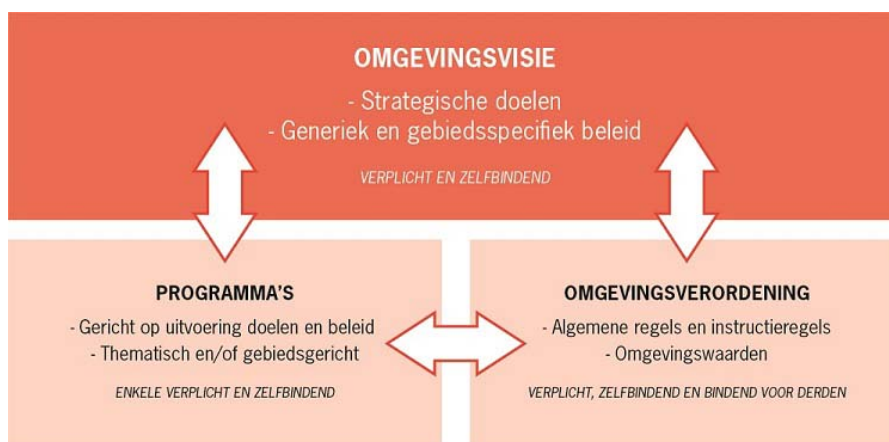 OMGEVINGSVISIE
- Strategische doelen
- Generiek en gebiedsspecifiek beleid
VERPLICHT EN ZELFBINDEND
PROGRAMMA'S
- Gericht op uitvoering doelen en beleid
- Thematisch en/of gebiedsgericht
ENKELE VERPLICHT EN ZELFBINDEND
OMGEVINGSVERORDENING
- Algemene regels en instructieregels
- Omgevingswaarden
VERPLICHT, ZELFBINDEND EN BINDEND VOOR DERDEN